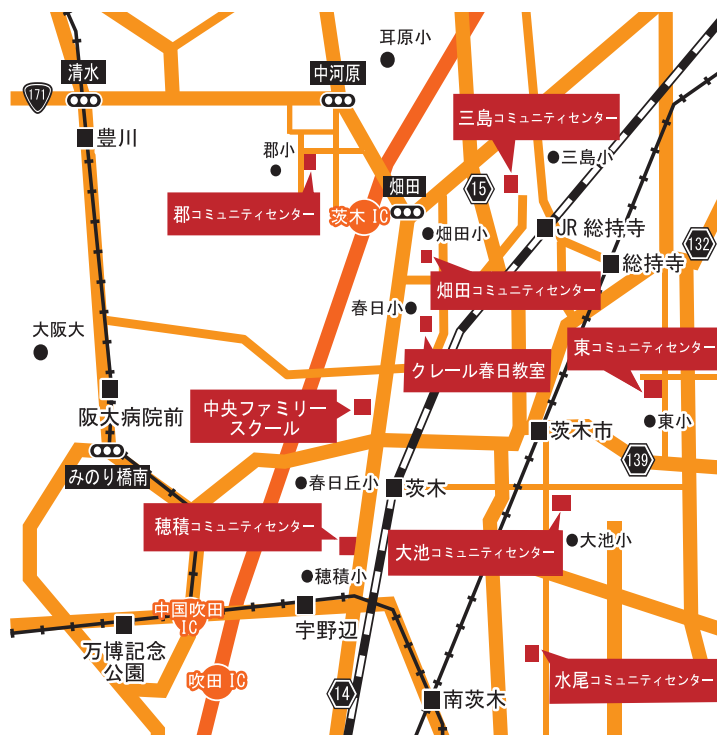 耳原小
清水
中河原
171
豊川
三島コミュニティセンター
郡小
三島小
畑田
15
郡コミュニティセンター
茨木 IC
畑田小
JR 総持寺
132
総持寺
畑田コミュニティセンター
春日小
大阪大
東コミュニティセンター
クレール春日教室
阪大病院前
中央ファミリー
スクール
東小
茨木市
139
みのり橋南
春日丘小
茨木
穂積コミュニティセンター
大池コミュニティセンター
大池小
穂積小
中国吹田
IC
宇野辺
万博記念
公園
吹田 IC
14
南茨木
水尾コミュニティセンター